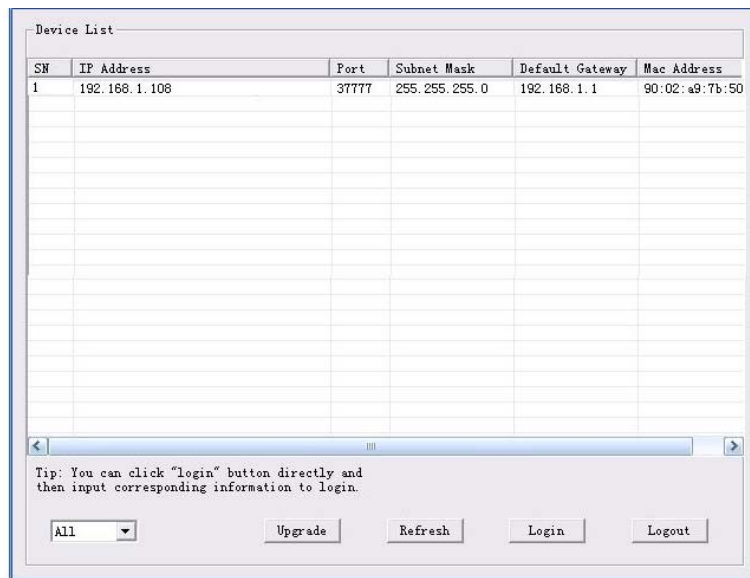 Device List
SN IP Address Port Subnet Mask Default Gateway Mac Address
1 192.168.1.108 37777 255.255.255.0 192.168.1.1 90:02:a9:7b:50
Tip: You can click "login" button directly and
then input corresponding information to login.
All Upgrade Refresh Login Logout